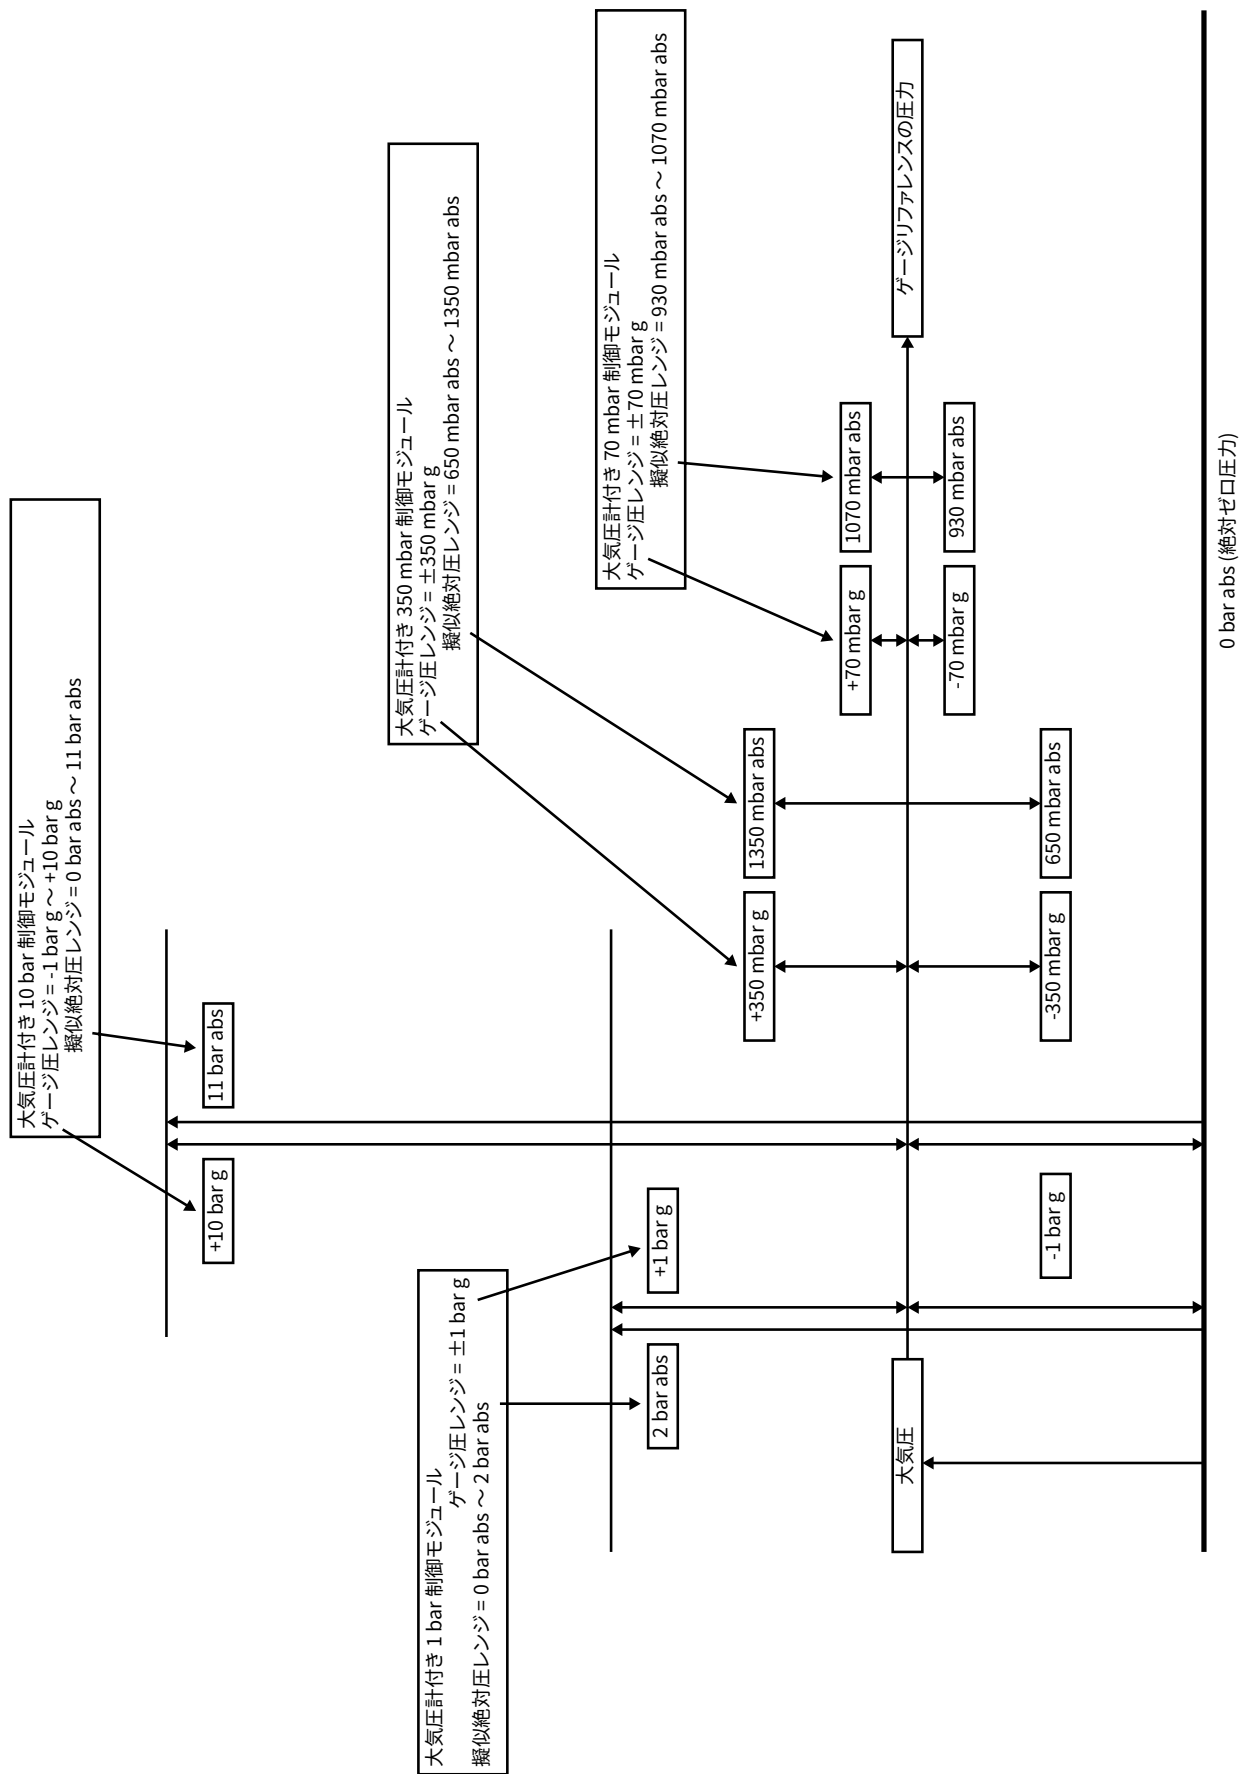 大気圧計付き 10 bar 制御モジュール
ゲージ圧レンジ = -1 bar g ～ +10 bar g
擬似絶対圧レンジ = 0 bar abs ～ 11 bar abs
大気圧計付き 1 bar 制御モジュール
ゲージ圧レンジ = ±1 bar g
擬似絶対圧レンジ = 0 bar abs ～ 2 bar abs
大気圧計付き 350 mbar 制御モジュール
ゲージ圧レンジ = ±350 mbar g
擬似絶対圧レンジ = 650 mbar abs ～ 1350 mbar abs
大気圧計付き 70 mbar 制御モジュール
ゲージ圧レンジ = ±70 mbar g
擬似絶対圧レンジ = 930 mbar abs ～ 1070 mbar abs
+10 bar g
11 bar abs
2 bar abs
+1 bar g
+350 mbar g
1350 mbar abs
+70 mbar g
1070 mbar abs
大気圧
ゲージリファレンスの圧力
-70 mbar g
930 mbar abs
-1 bar g
-350 mbar g
650 mbar abs
0 bar abs (絶対ゼロ圧力)